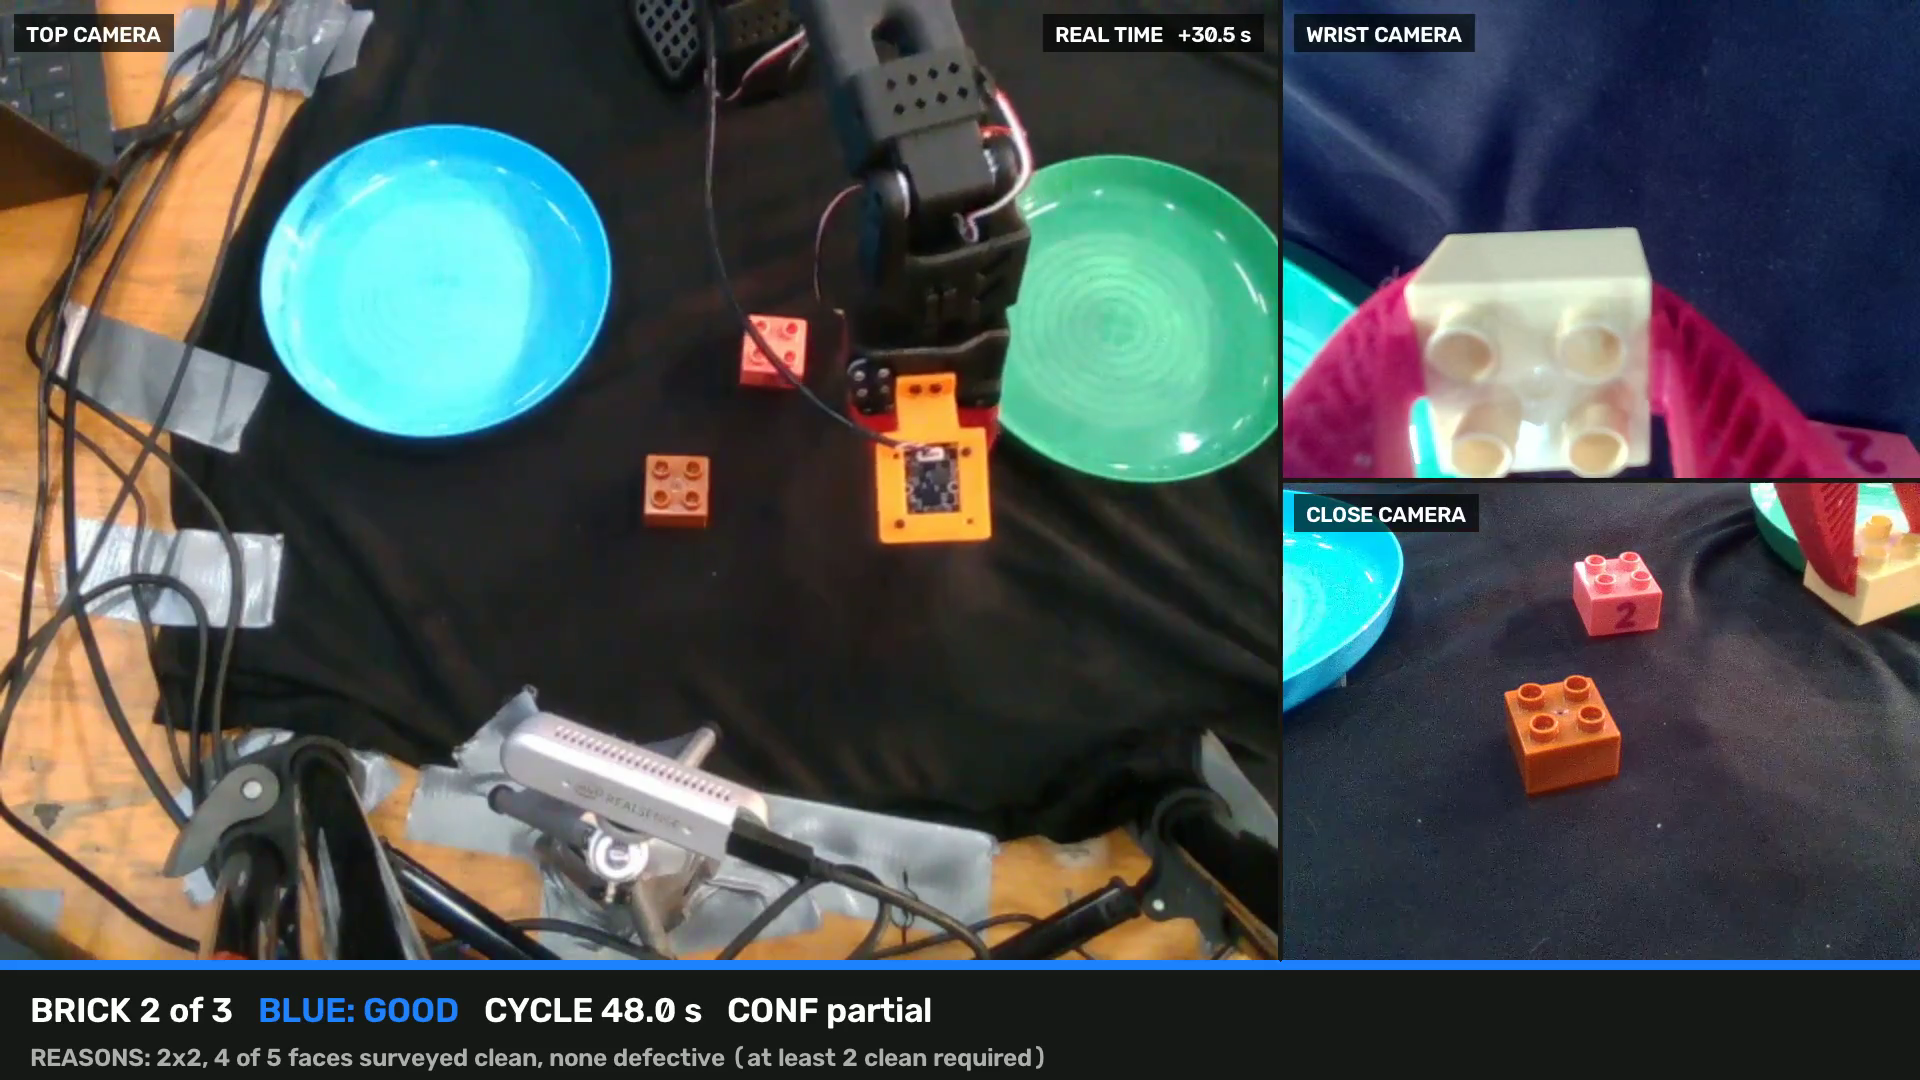 TOP CAMERA
REAL TIME +30.5 s
WRIST CAMERA
2
CLOSE CAMERA
2
REALSENSE
BRICK 2 of 3 BLUE: GOOD CYCLE 48.0 s CONF partial
REASONS: 2x2, 4 of 5 faces surveyed clean, none defective (at least 2 clean required)